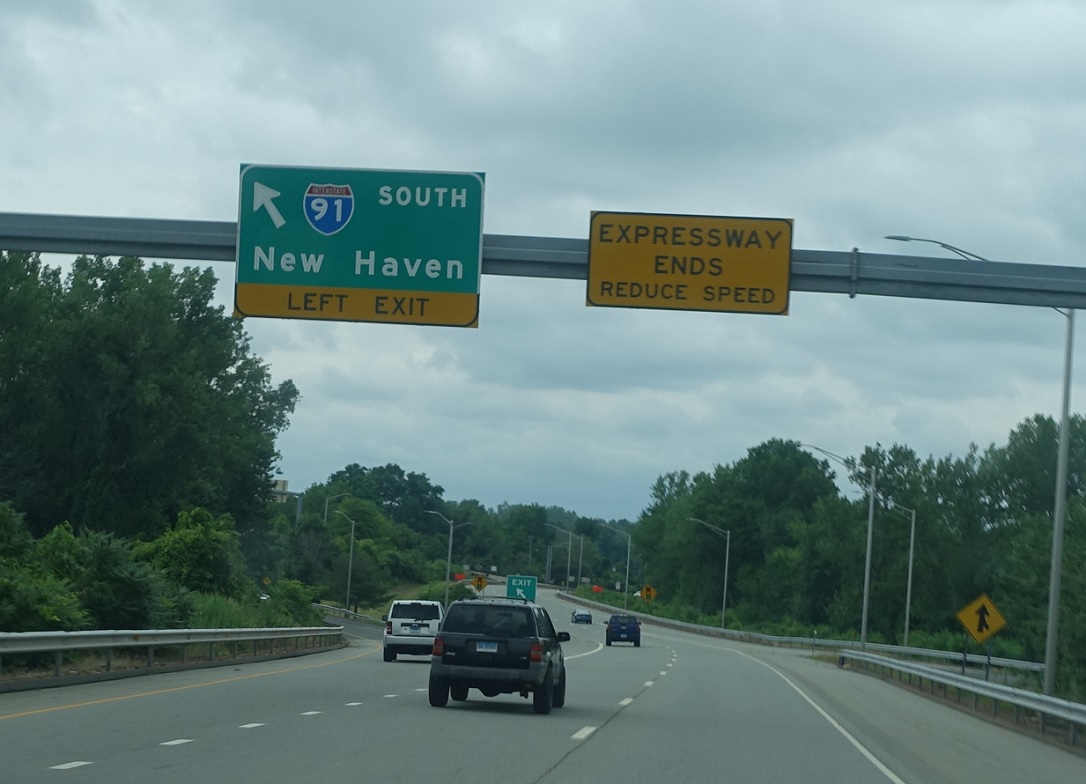 INTERSTATE
91
SOUTH
New Haven
LEFT EXIT
EXPRESSWAY
ENDS
REDUCE SPEED
EXIT